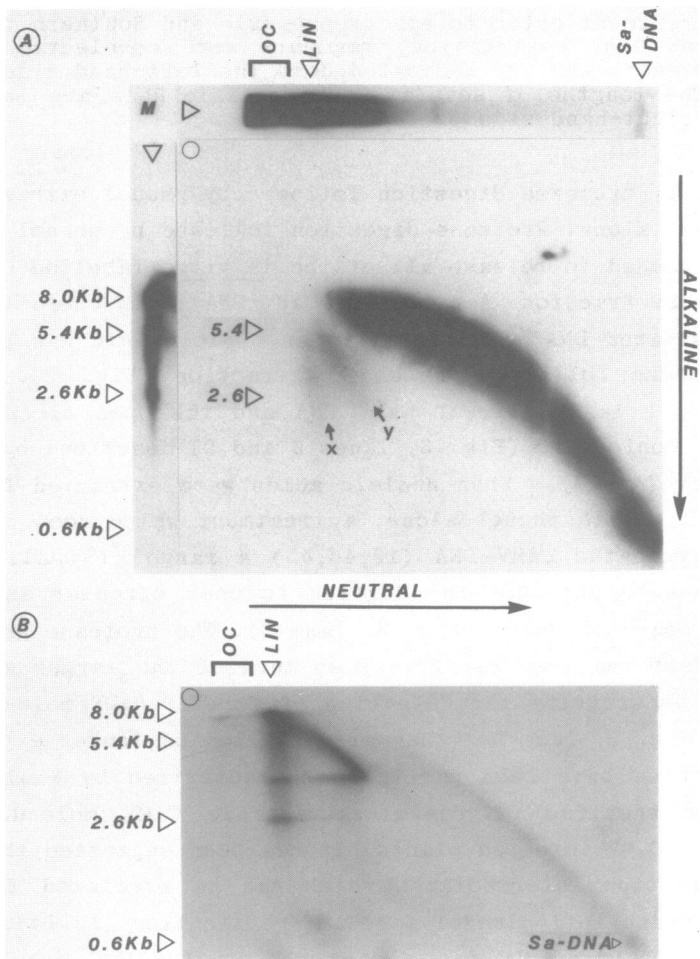 A
OC
LIN
Sa-DNA
M
ALKALINE
8.0Kb
5.4Kb
2.6Kb
0.6Kb
5.4
2.6
x
y
NEUTRAL
B
OC
LIN
8.0Kb
5.4Kb
2.6Kb
0.6Kb
Sa-DNA